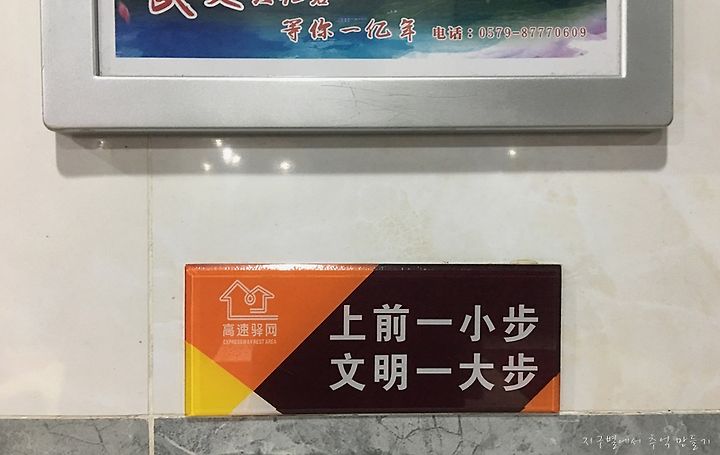 等你一亿年 电话：0579-87770609
高速驿网
EXPRESSWAY REST AREA
上前一小步
文明一大步
지구별에서 추억 만들기